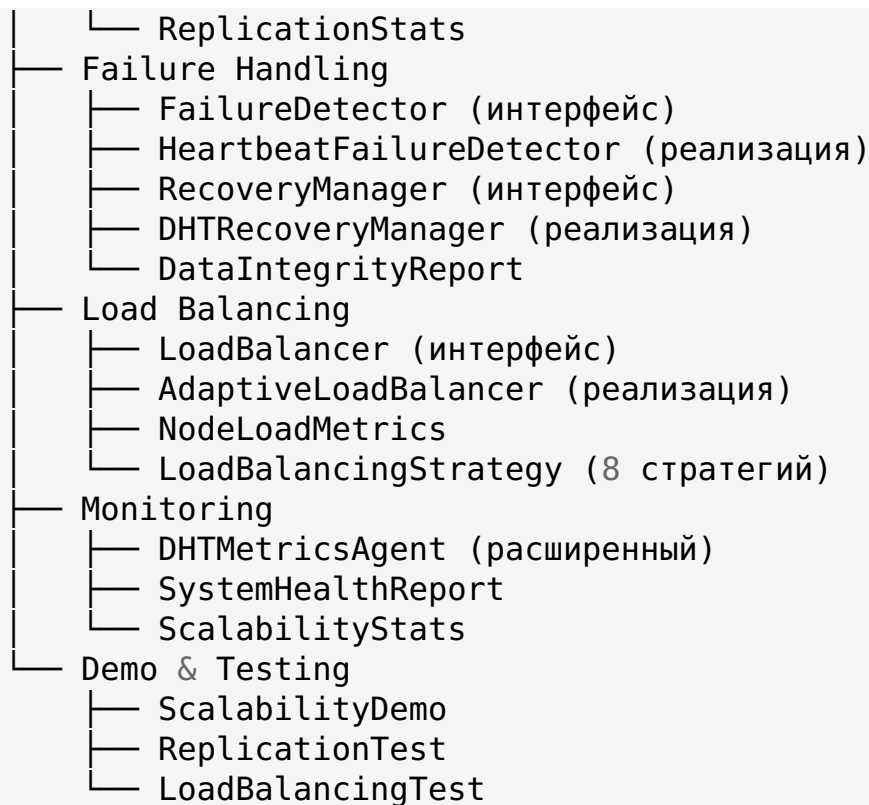 │   └── ReplicationStats
├── Failure Handling
│   ├── FailureDetector (интерфейс)
│   ├── HeartbeatFailureDetector (реализация)
│   ├── RecoveryManager (интерфейс)
│   ├── DHTRecoveryManager (реализация)
│   └── DataIntegrityReport
├── Load Balancing
│   ├── LoadBalancer (интерфейс)
│   ├── AdaptiveLoadBalancer (реализация)
│   ├── NodeLoadMetrics
│   └── LoadBalancingStrategy (8 стратегий)
├── Monitoring
│   ├── DHTMetricsAgent (расширенный)
│   ├── SystemHealthReport
│   └── ScalabilityStats
└── Demo & Testing
    ├── ScalabilityDemo
    ├── ReplicationTest
    └── LoadBalancingTest